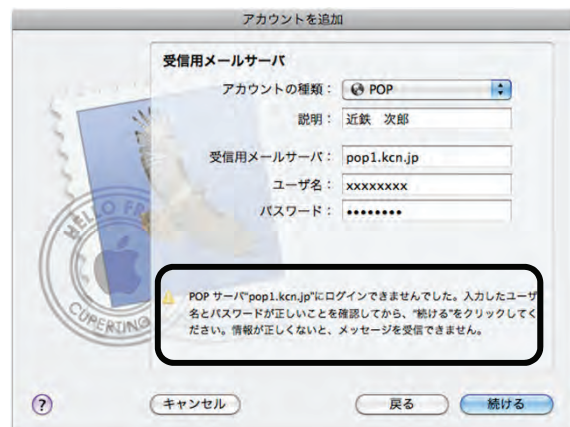 アカウントを追加
受信用メールサーバ
アカウントの種類： POP
説明： 近鉄 次郎
受信用メールサーバ： pop1.kcn.jp
ユーザ名： xxxxxxxx
パスワード： ••••••••
HELLO FR
CUPERTINO
POP サーバ"pop1.kcn.jp"にログインできませんでした。入力したユーザ
名とパスワードが正しいことを確認してから、"続ける"をクリックしてく
ださい。情報が正しくないと、メッセージを受信できません。
? キャンセル 戻る 続ける